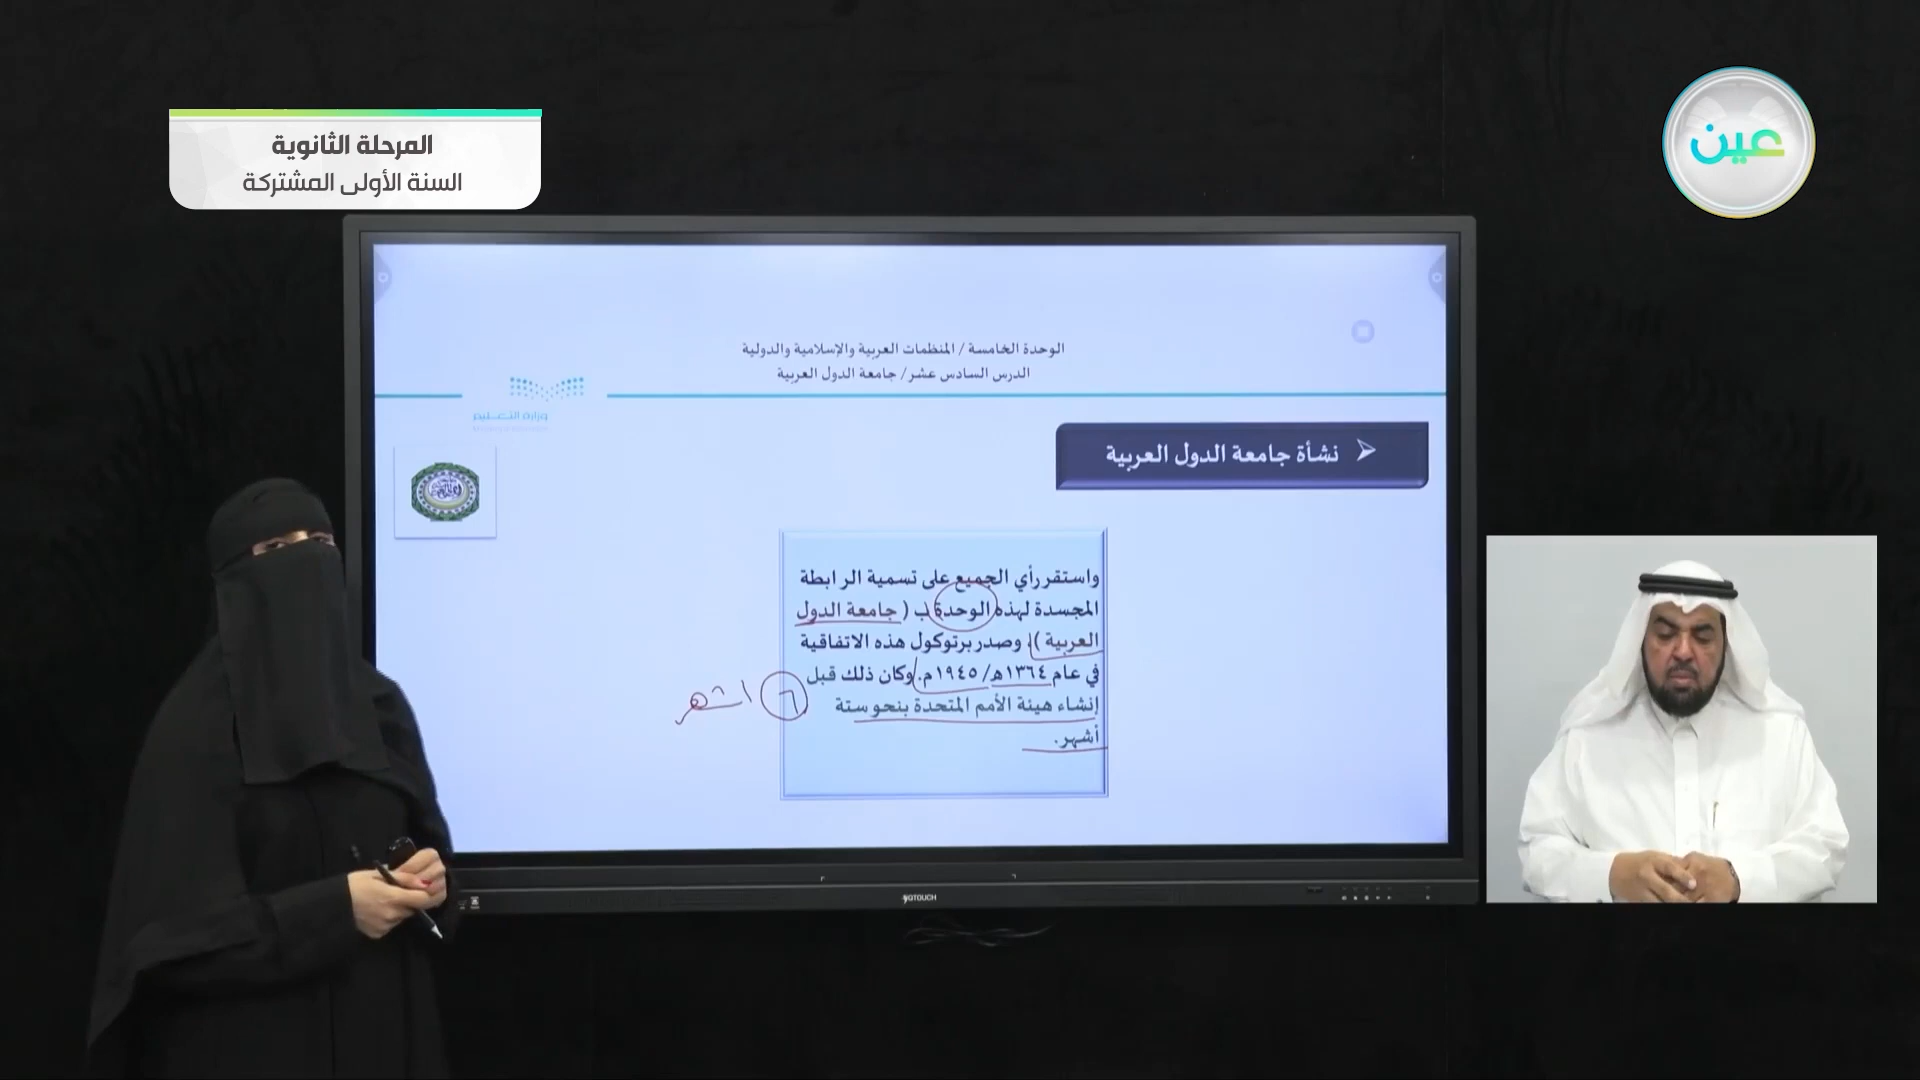 المرحلة الثانوية
السنة الأولى المشتركة
عين
الوحدة الخامسة / المنظمات العربية والإسلامية والدولية
الدرس السادس عشر/ جامعة الدول العربية
وزارة التعليم
نشأة جامعة الدول العربية
واستقر رأي الجميع على تسمية الرابطة
المجسدة لهذه الوحدة بـ ( جامعة الدول
العربية )، وصدر برتوكول هذه الاتفاقية
في عام ١٣٦٤هـ/ ١٩٤٥م. وكان ذلك قبل
إنشاء هيئة الأمم المتحدة بنحو ستة
أشهر.
٦ اشهر
YQTOUCH